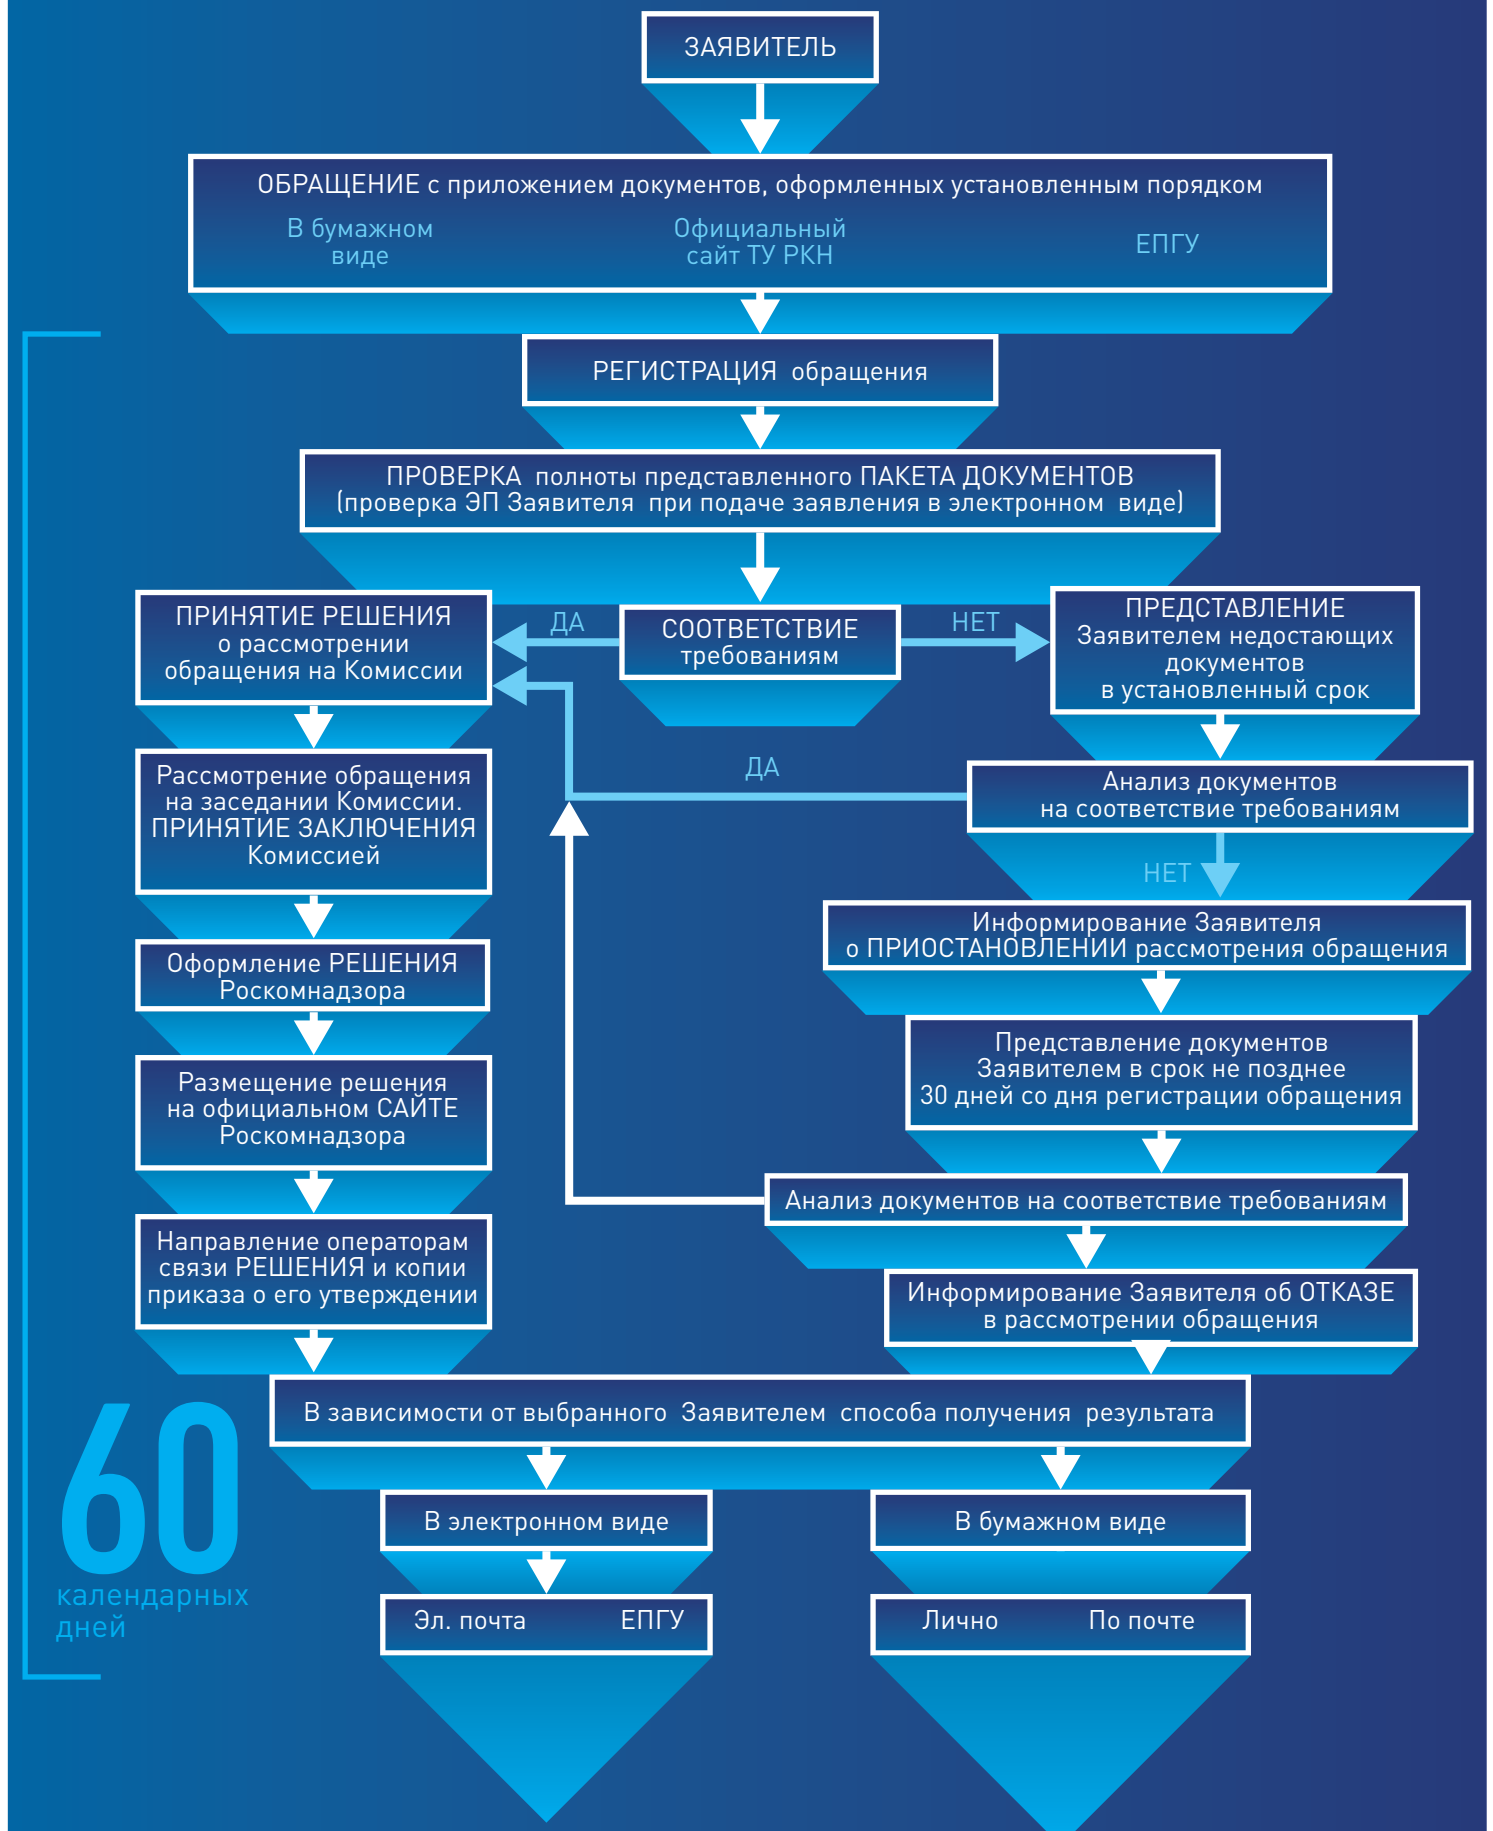 ЗАЯВИТЕЛЬ
ОБРАЩЕНИЕ с приложением документов, оформленных установленным порядком
В бумажном
виде
Официальный
сайт ТУ РКН
ЕПГУ
РЕГИСТРАЦИЯ обращения
ПРОВЕРКА полноты представленного ПАКЕТА ДОКУМЕНТОВ
(проверка ЭП Заявителя при подаче заявления в электронном виде)
СООТВЕТСТВИЕ
требованиям
ДА
НЕТ
ПРИНЯТИЕ РЕШЕНИЯ
о рассмотрении
обращения на Комиссии
Рассмотрение обращения
на заседании Комиссии.
ПРИНЯТИЕ ЗАКЛЮЧЕНИЯ
Комиссией
Оформление РЕШЕНИЯ
Роскомнадзора
Размещение решения
на официальном САЙТЕ
Роскомнадзора
Направление операторам
связи РЕШЕНИЯ и копии
приказа о его утверждении
ПРЕДСТАВЛЕНИЕ
Заявителем недостающих
документов
в установленный срок
ДА
Анализ документов
на соответствие требованиям
НЕТ
Информирование Заявителя
о ПРИОСТАНОВЛЕНИИ рассмотрения обращения
Представление документов
Заявителем в срок не позднее
30 дней со дня регистрации обращения
Анализ документов на соответствие требованиям
Информирование Заявителя об ОТКАЗЕ
в рассмотрении обращения
В зависимости от выбранного Заявителем способа получения результата
В электронном виде
В бумажном виде
Эл. почта
ЕПГУ
Лично
По почте
60
календарных
дней